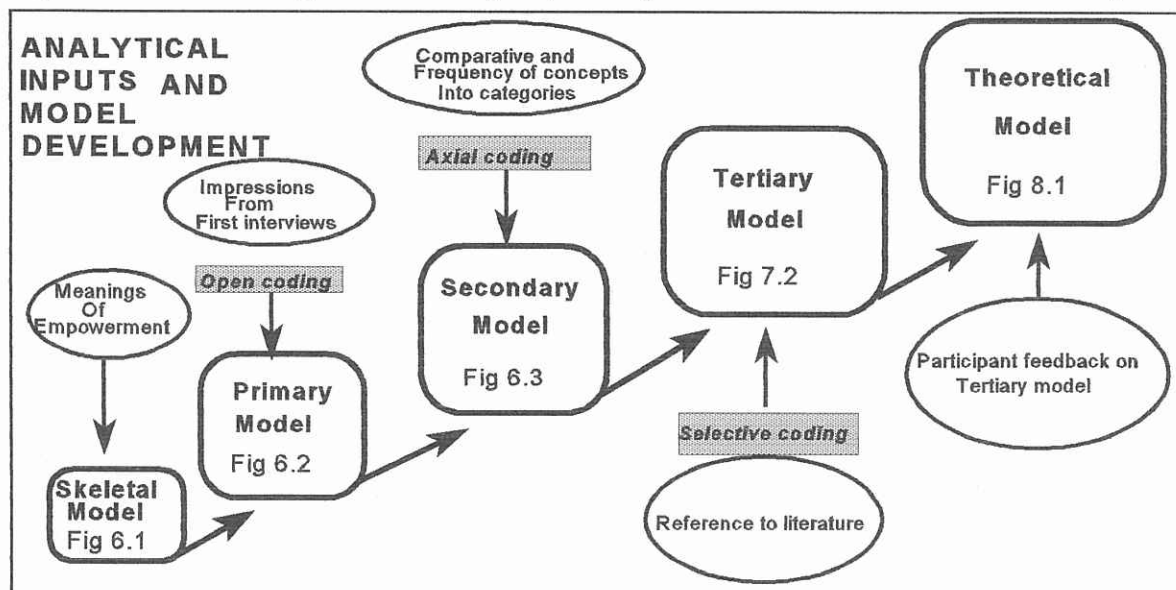 ANALYTICAL
INPUTS AND
MODEL
DEVELOPMENT
Meanings
Of
Empowerment
Skeletal
Model
Fig 6.1
Impressions
From
First interviews
Open coding
Primary
Model
Fig 6.2
Comparative and
Frequency of concepts
Into categories
Axial coding
Secondary
Model
Fig 6.3
Tertiary
Model
Fig 7.2
Selective coding
Reference to literature
Theoretical
Model
Fig 8.1
Participant feedback on
Tertiary model